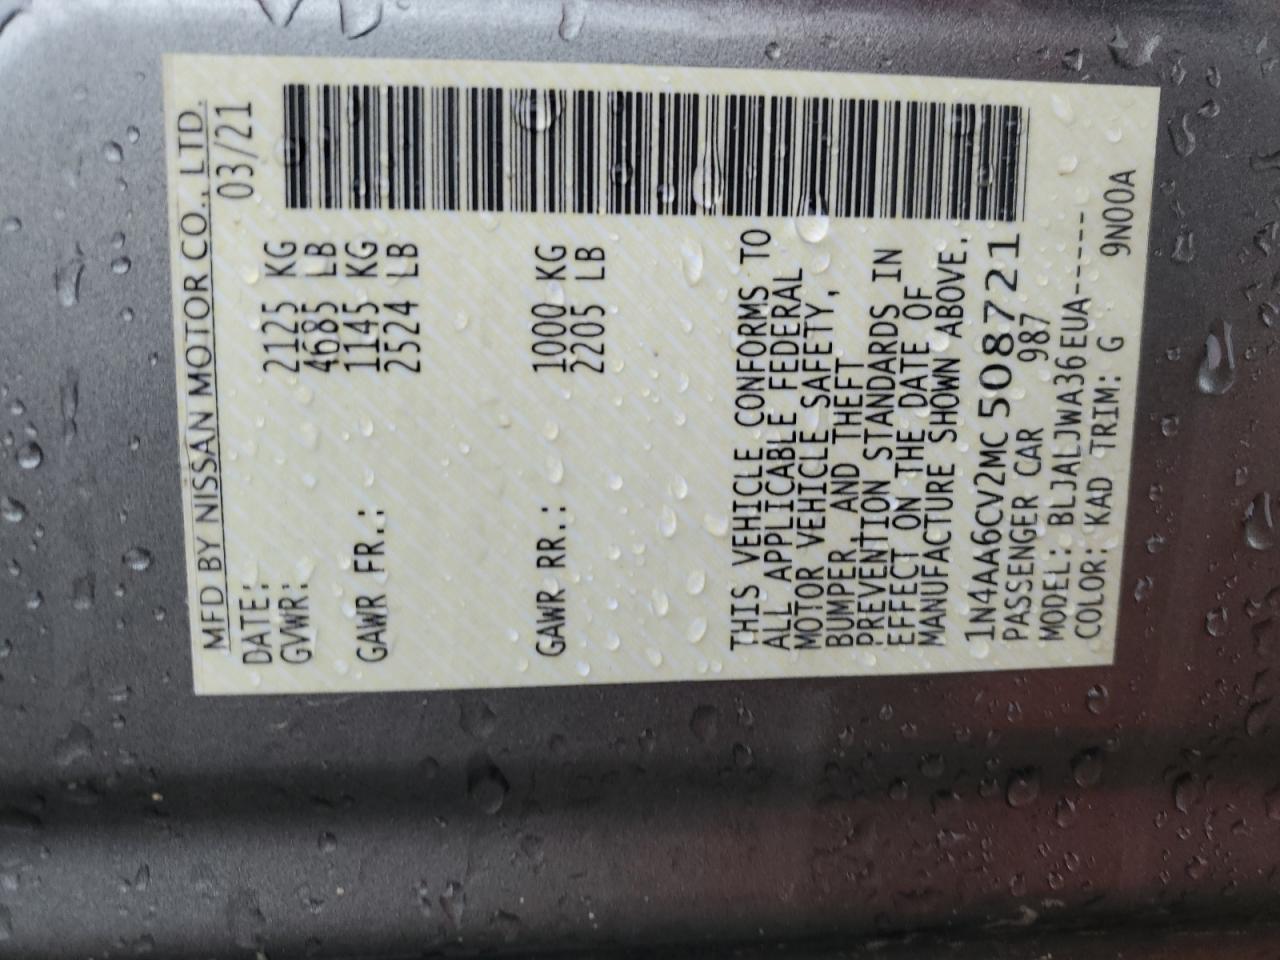 MFD BY NISSAN MOTOR CO., LTD.
DATE: 03/21
GVWR: 2125 KG
4685 LB
GAWR FR.: 1145 KG
2524 LB
GAWR RR.: 1000 KG
2205 LB
THIS VEHICLE CONFORMS TO
ALL APPLICABLE FEDERAL
MOTOR VEHICLE SAFETY,
BUMPER, AND THEFT
PREVENTION STANDARDS IN
EFFECT ON THE DATE OF
MANUFACTURE SHOWN ABOVE.
1N4AA6CV2MC508721
PASSENGER CAR 987
MODEL: BLJALJWA36EUA-----
COLOR: KAD TRIM: G 9N00A